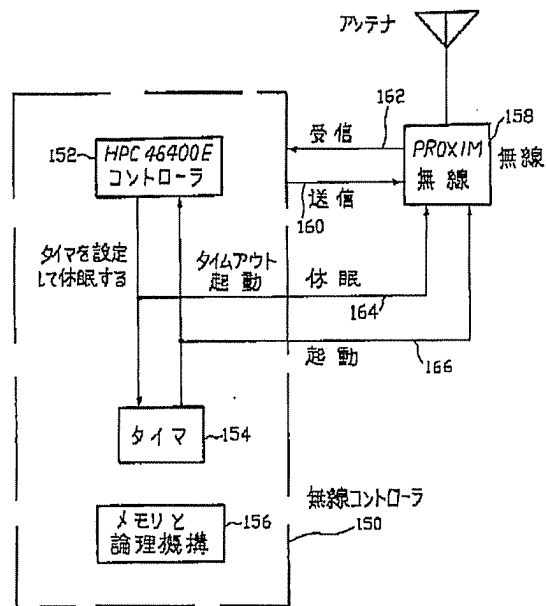 アンテナ
162
158
受信
PROXIM
無線
無線
152
HPC 46400E
コントローラ
送信
160
タイマを設定
して休眠する
タイムアウト
起動
休眠
164
起動
166
タイマ
154
無線コントローラ
150
メモリと
論理機構
156